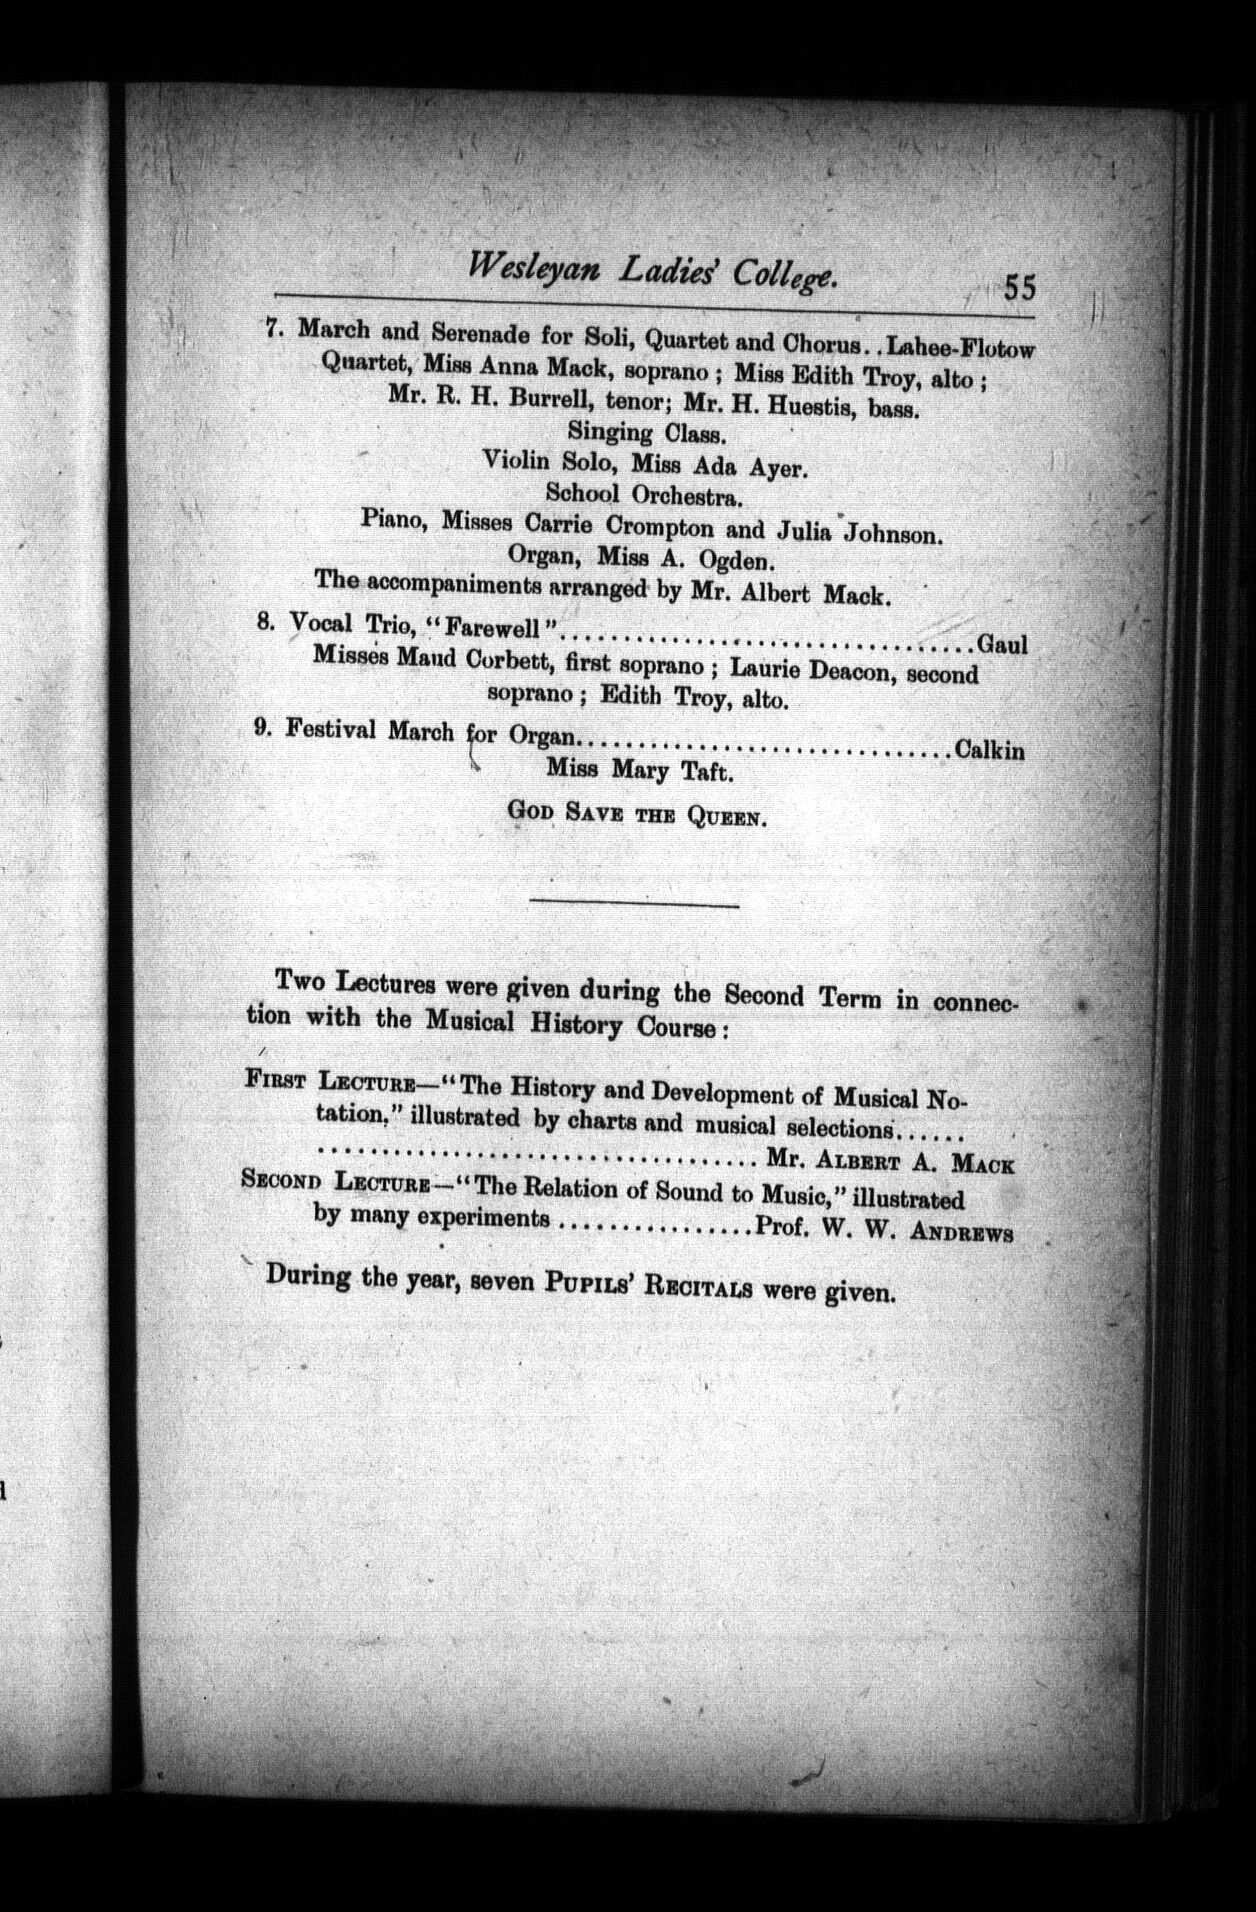 Wesleyan Ladies' College. 55
7. March and Serenade for Soli, Quartet and Chorus..Lahee-Flotow
Quartet, Miss Anna Mack, soprano; Miss Edith Troy, alto;
Mr. R. H. Burrell, tenor; Mr. H. Huestis, bass.
Singing Class.
Violin Solo, Miss Ada Ayer.
School Orchestra.
Piano, Misses Carrie Crompton and Julia Johnson.
Organ, Miss A. Ogden.
The accompaniments arranged by Mr. Albert Mack.
8. Vocal Trio, "Farewell"..................................Gaul
Misses Maud Corbett, first soprano; Laurie Deacon, second
soprano; Edith Troy, alto.
9. Festival March for Organ..............................Calkin
Miss Mary Taft.
GOD SAVE THE QUEEN.
Two Lectures were given during the Second Term in connec-
tion with the Musical History Course:
FIRST LECTURE—"The History and Development of Musical No-
tation," illustrated by charts and musical selections......
.................................... Mr. ALBERT A. MACK
SECOND LECTURE—"The Relation of Sound to Music," illustrated
by many experiments ................Prof. W. W. ANDREWS
During the year, seven PUPILS' RECITALS were given.